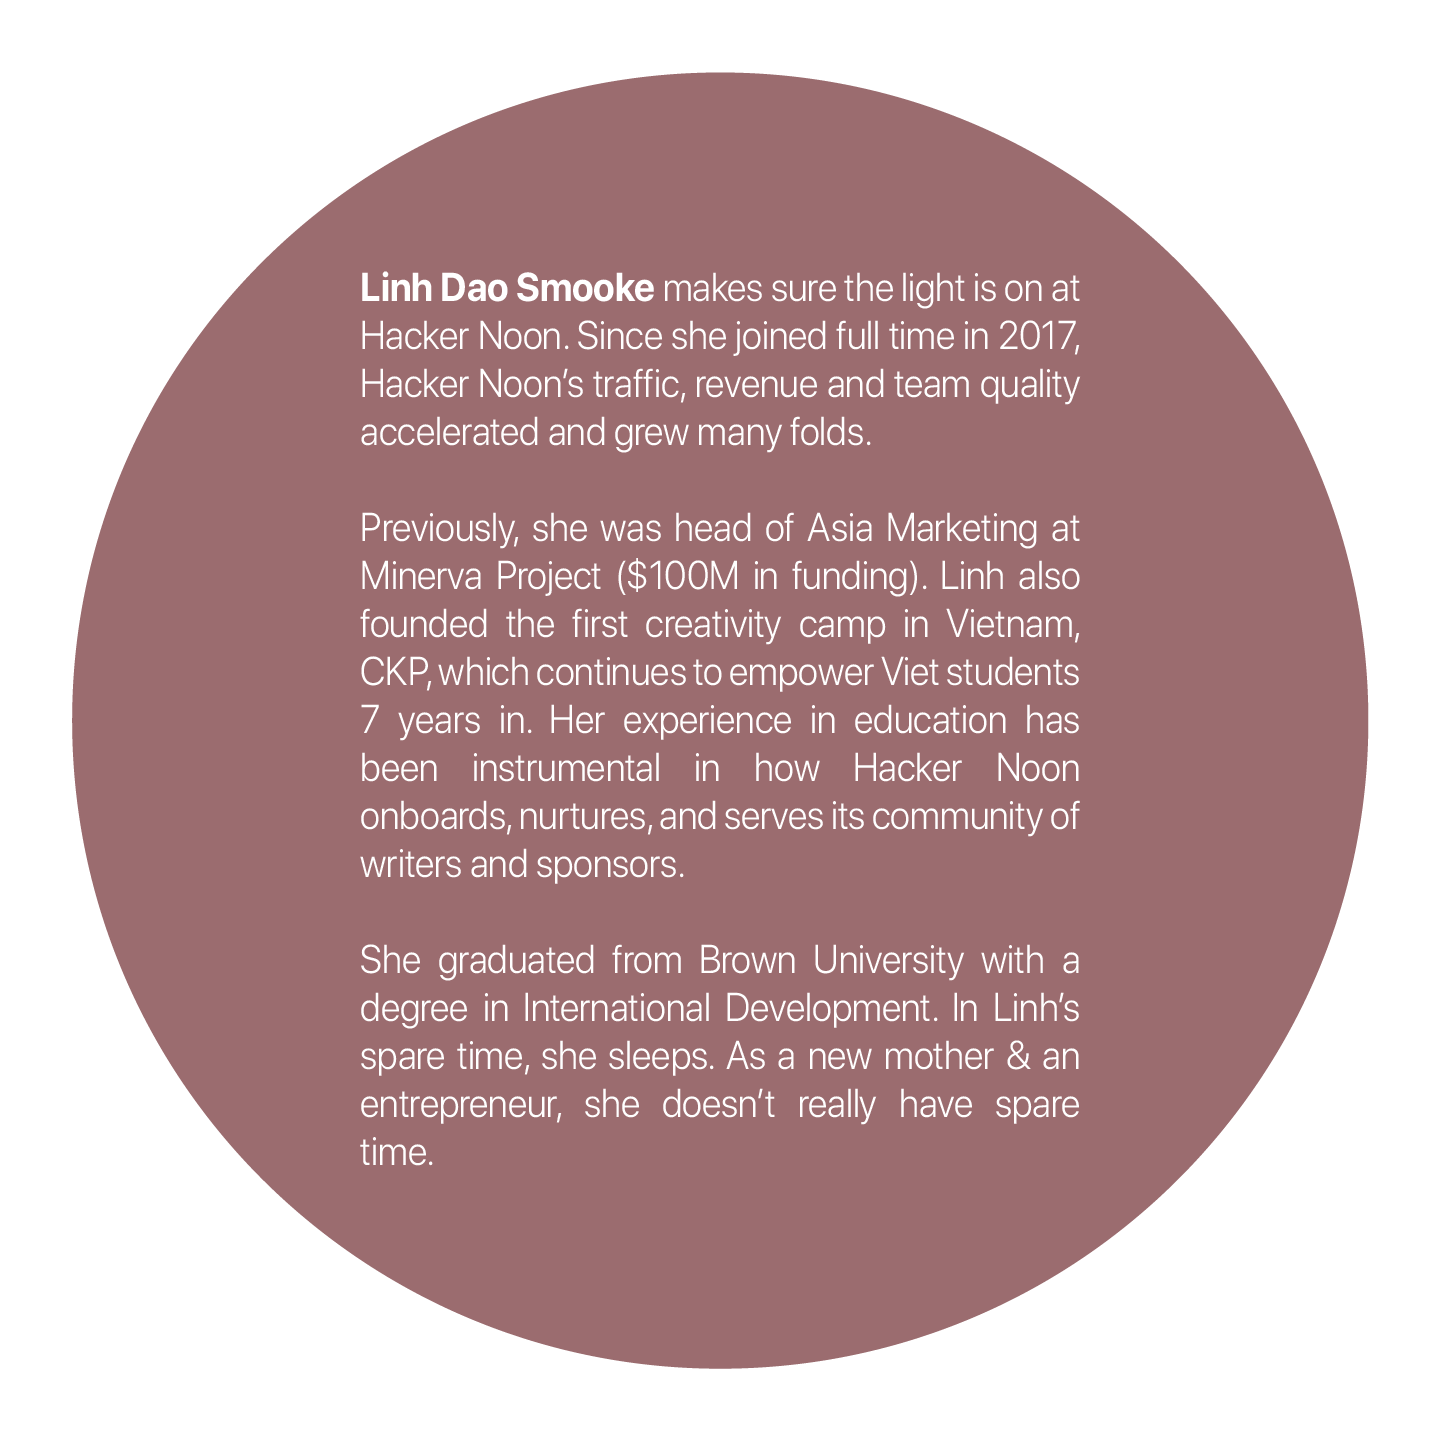 Linh Dao Smooke makes sure the light is on at
Hacker Noon. Since she joined full time in 2017,
Hacker Noon’s traffic, revenue and team quality
accelerated and grew many folds.
Previously, she was head of Asia Marketing at
Minerva Project ($100M in funding). Linh also
founded the first creativity camp in Vietnam,
CKP, which continues to empower Viet students
7 years in. Her experience in education has
been instrumental in how Hacker Noon
onboards, nurtures, and serves its community of
writers and sponsors.
She graduated from Brown University with a
degree in International Development. In Linh’s
spare time, she sleeps. As a new mother & an
entrepreneur, she doesn’t really have spare
time.